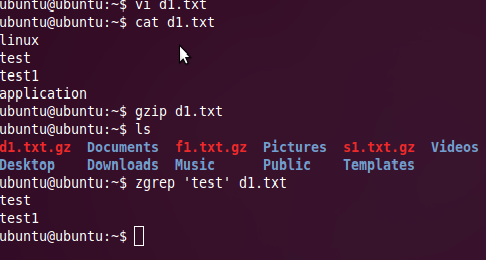 ubuntu@ubuntu:~$ vi d1.txt
ubuntu@ubuntu:~$ cat d1.txt
linux
test
test1
application
ubuntu@ubuntu:~$ gzip d1.txt
ubuntu@ubuntu:~$ ls
d1.txt.gz  Documents  f1.txt.gz  Pictures  s1.txt.gz  Videos
Desktop    Downloads  Music      Public    Templates
ubuntu@ubuntu:~$ zgrep 'test' d1.txt
test
test1
ubuntu@ubuntu:~$